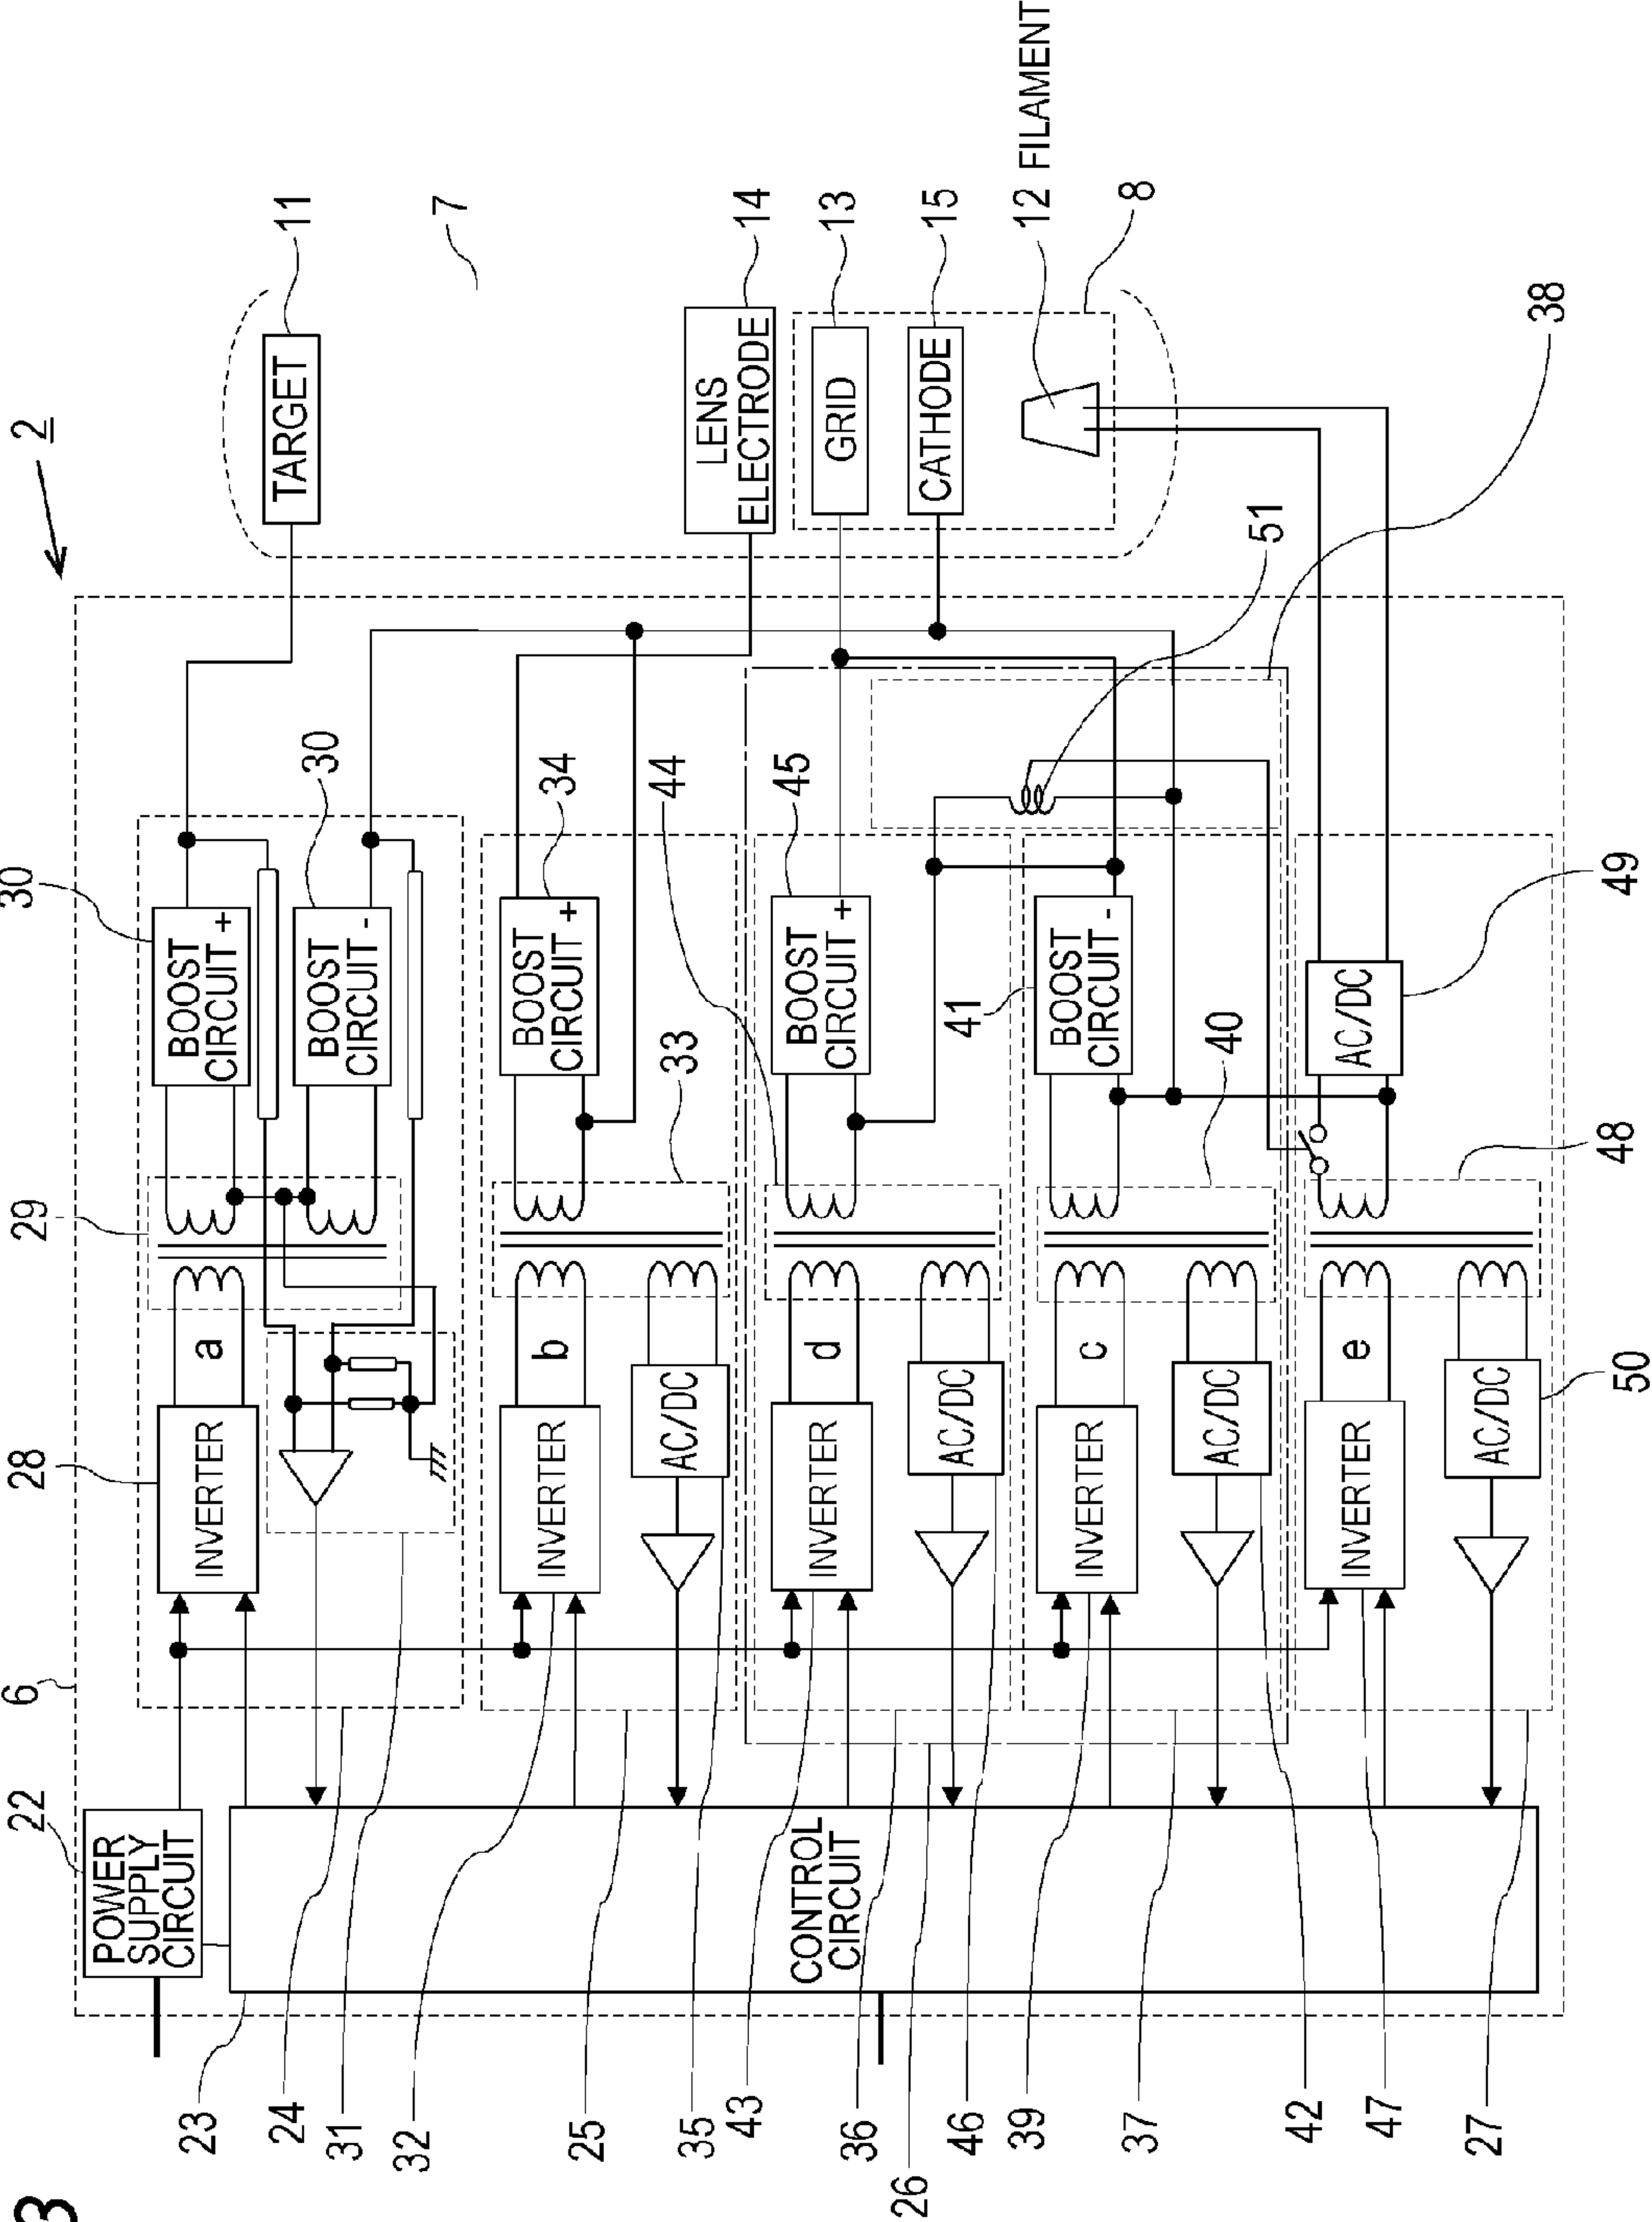 3
2
6
7
22
POWER
SUPPLY
CIRCUIT
CONTROL
CIRCUIT
28
INVERTER
a
29
30
BOOST
CIRCUIT +
30
BOOST
CIRCUIT -
TARGET
11
INVERTER
b
AC/DC
33
BOOST
CIRCUIT +
34
LENS
ELECTRODE
14
INVERTER
d
AC/DC
44
BOOST
CIRCUIT +
45
GRID
13
INVERTER
c
AC/DC
40
BOOST
CIRCUIT -
41
51
CATHODE
15
INVERTER
e
AC/DC
50
48
AC/DC
49
38
12 FILAMENT
8
23
24
31
32
25
35
43
36
26
46
39
37
42
47
27